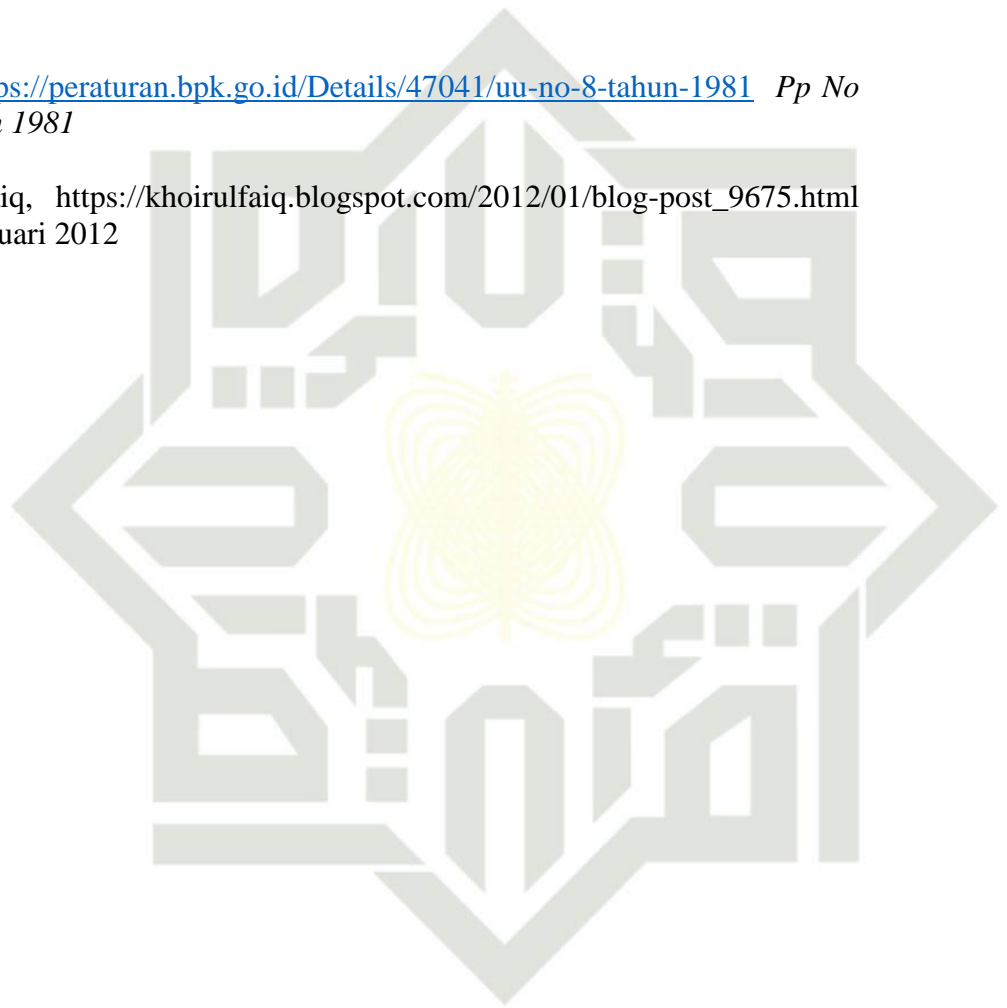 ps://peraturan.bpk.go.id/Details/47041/uu-no-8-tahun-1981 Pp No
1981
iq, https://khoirulfaiq.blogspot.com/2012/01/blog-post_9675.html
uari 2012